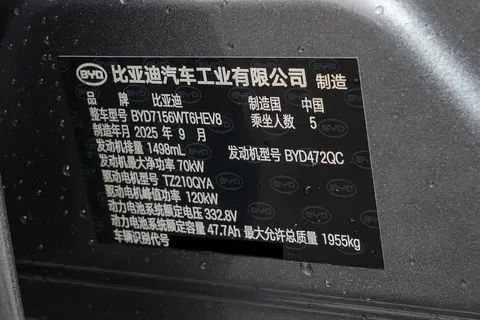 BYD 比亚迪汽车工业有限公司 制造
品牌 比亚迪 制造国 中国
整车型号 BYD7156WT6HEV8 乘坐人数 5
制造年月 2025 年 9 月
发动机排量 1498mL 发动机型号 BYD472QC
发动机最大净功率 70kW
驱动电机型号 TZ210QYA
驱动电机峰值功率 120kW
动力电池系统额定电压 332.8V
动力电池系统额定容量 47.7Ah 最大允许总质量 1955kg
车辆识别代号